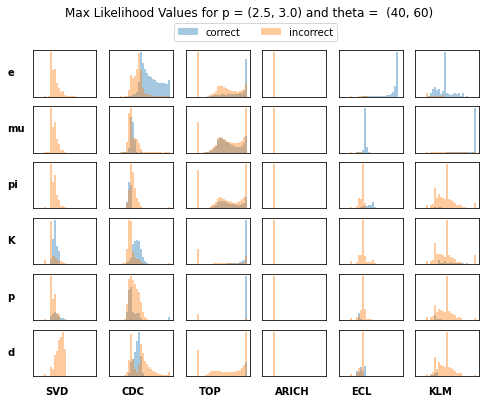 Max Likelihood Values for p = (2.5, 3.0) and theta =  (40, 60)
correct incorrect
e
mu
pi
K
p
d
SVD CDC TOP ARICH ECL KLM